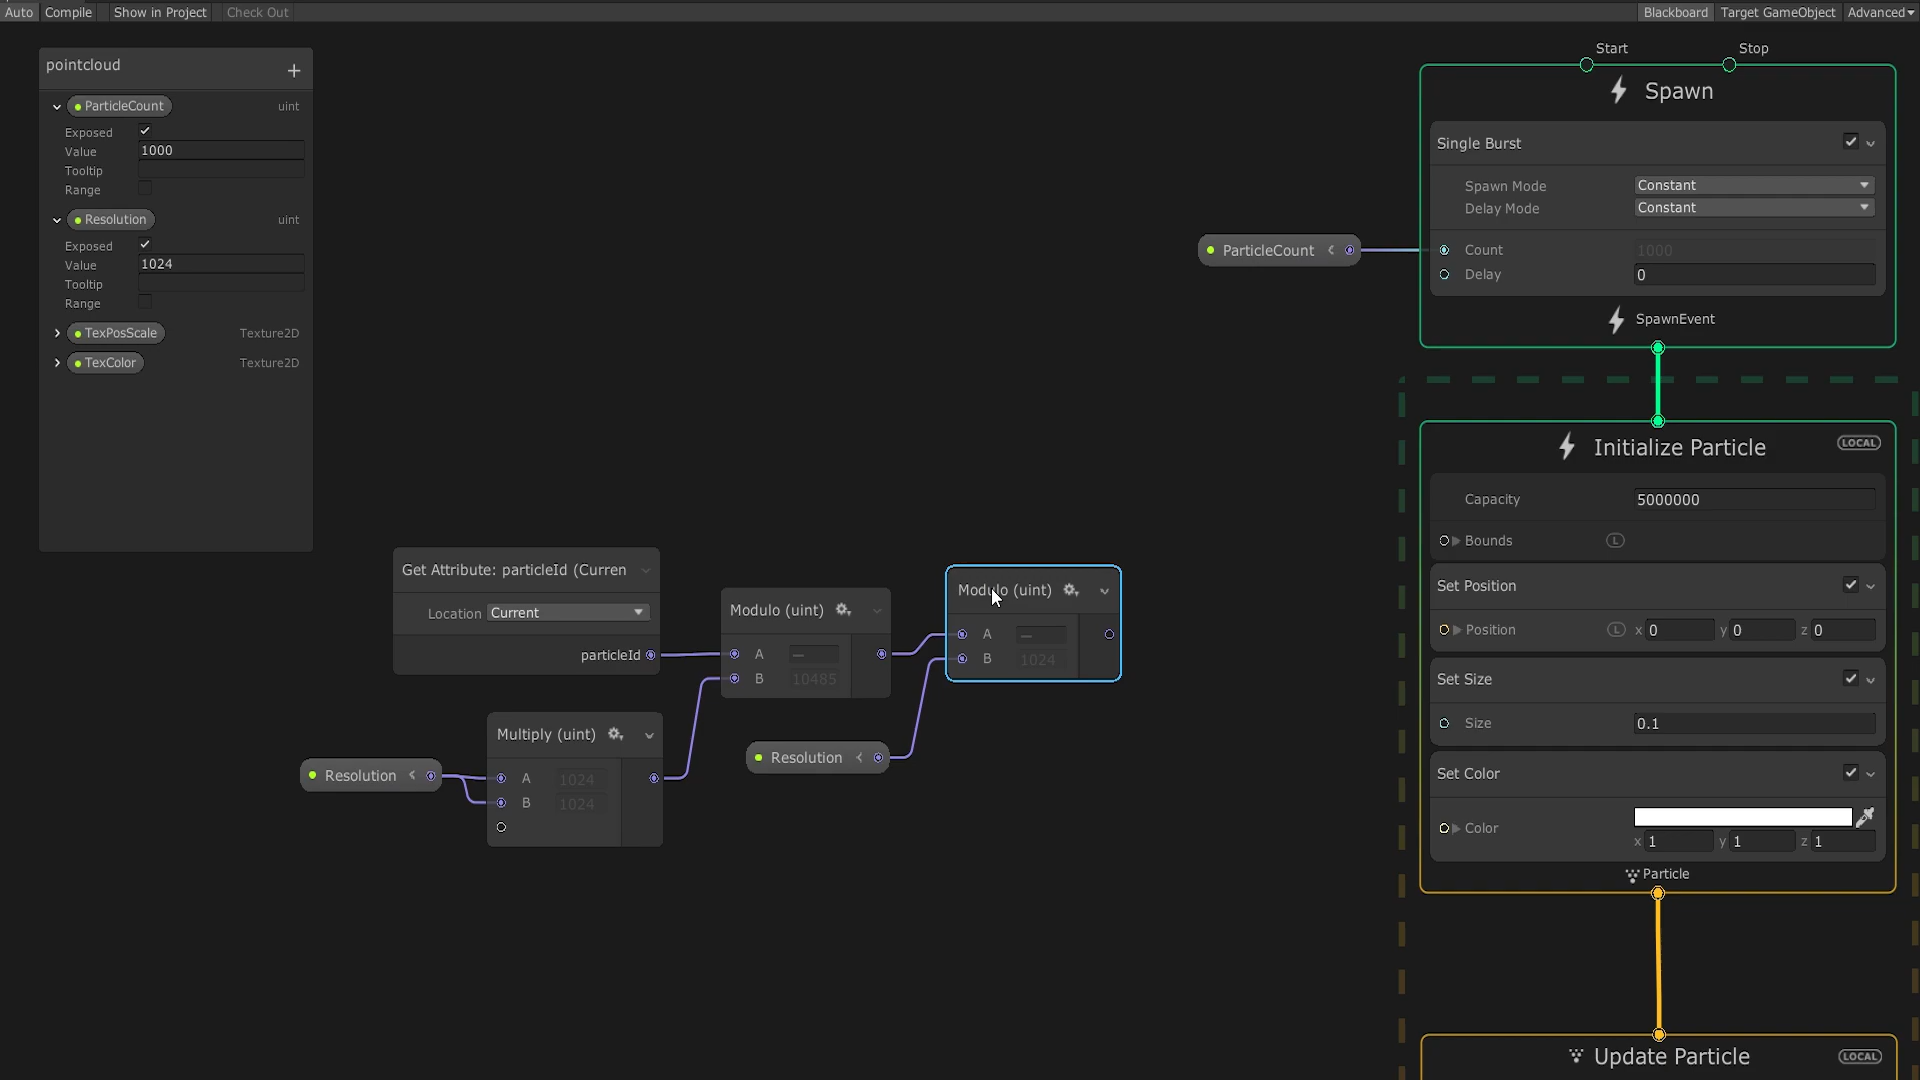 Auto Compile Show in Project Check Out Blackboard Target GameObject Advanced
pointcloud
ParticleCount uint
Exposed
Value 1000
Tooltip
Range
Resolution uint
Exposed
Value 1024
Tooltip
Range
TexPosScale Texture2D
TexColor Texture2D
Start Stop
Spawn
Single Burst
Spawn Mode Constant
Delay Mode Constant
ParticleCount
Count 1000
Delay 0
SpawnEvent
Initialize Particle LOCAL
Capacity 5000000
Bounds L
Set Position
Position L x 0 y 0 z 0
Set Size
Size 0.1
Set Color
Color
x 1 y 1 z 1
Particle
Update Particle LOCAL
Get Attribute: particleId (Curren
Location Current
particleId
Modulo (uint)
A –
B 10485
Modulo (uint)
A –
B 1024
Resolution
Multiply (uint)
A 1024
B 1024
Resolution